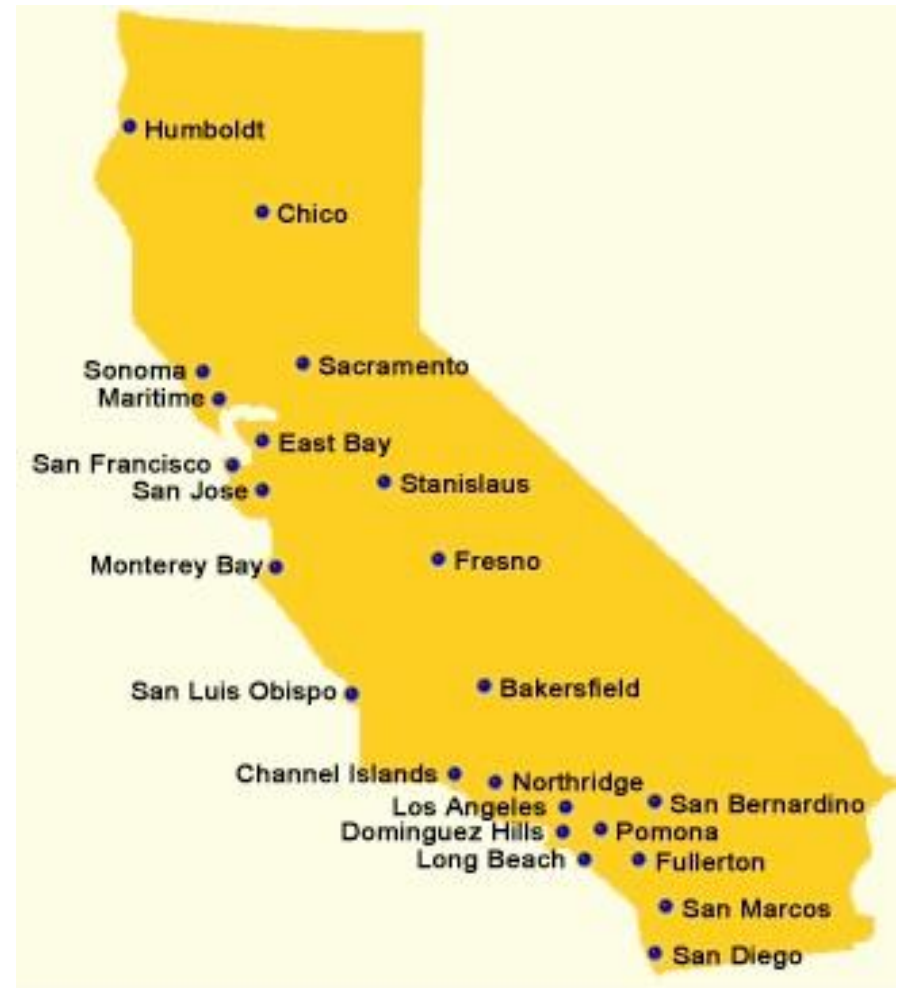 Humboldt
Chico
Sonoma
Sacramento
Maritime
East Bay
San Francisco
Stanislaus
San Jose
Monterey Bay
Fresno
San Luis Obispo
Bakersfield
Channel Islands
Northridge
Los Angeles
San Bernardino
Dominguez Hills
Pomona
Long Beach
Fullerton
San Marcos
San Diego